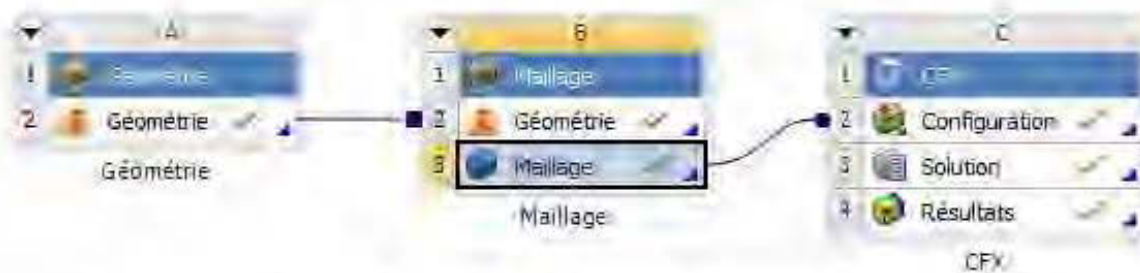 A
1 Géométrie
2 Géométrie
Géométrie
B
1 Maillage
2 Géométrie
3 Maillage
Maillage
C
1 CFX
2 Configuration
3 Solution
4 Résultats
CFX